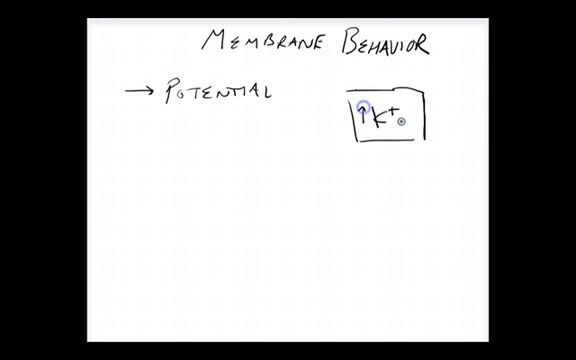 MEMBRANE BEHAVIOR
→ POTENTIAL
↑ K+